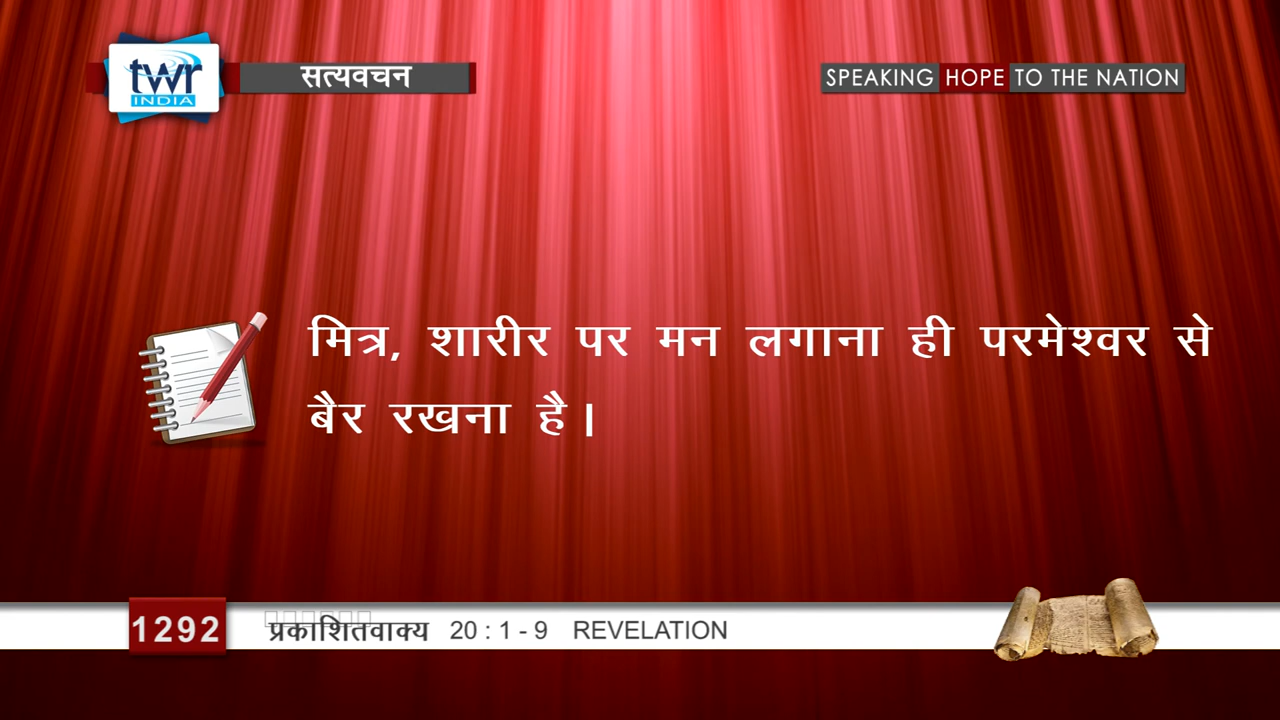 twr
INDIA
सत्यवचन
SPEAKING HOPE TO THE NATION
मित्र, शारीर पर मन लगाना ही परमेश्वर से
बैर रखना है।
1292 प्रकाशितवाक्य 20 : 1 - 9 REVELATION